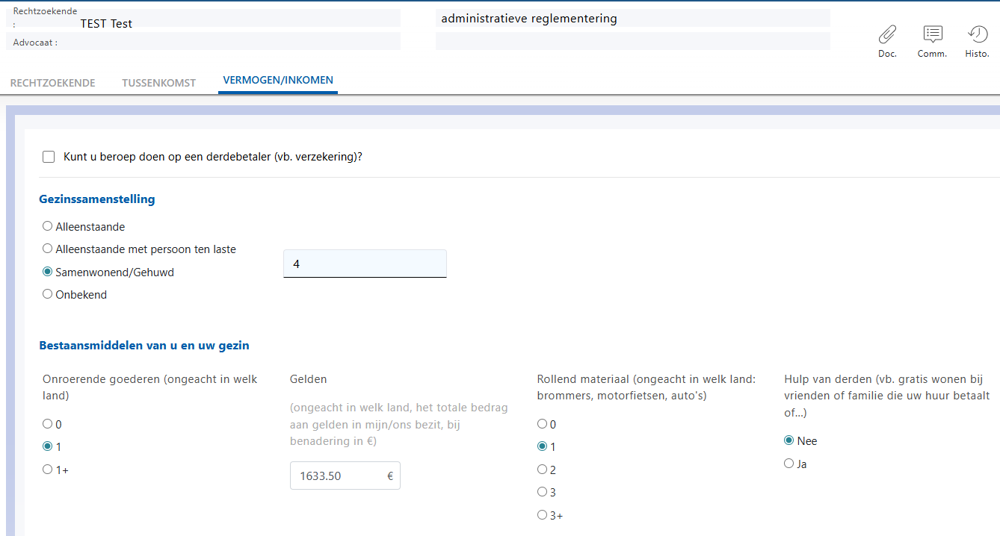 Rechtzoekende
:
TEST Test
administratieve reglementering
Advocaat :
Doc.
Comm.
Histo.
RECHTZOEKENDE
TUSSENKOMST
VERMOGEN/INKOMEN
Kunt u beroep doen op een derdebetaler (vb. verzekering)?
Gezinssamenstelling
Alleenstaande
Alleenstaande met persoon ten laste
Samenwonend/Gehuwd
Onbekend
4
Bestaansmiddelen van u en uw gezin
Onroerende goederen (ongeacht in welk
land)
0
1
1+
Gelden
(ongeacht in welk land, het totale bedrag
aan gelden in mijn/ons bezit, bij
benadering in €)
1633.50 €
Rollend materiaal (ongeacht in welk land:
brommers, motorfietsen, auto's)
0
1
2
3
3+
Hulp van derden (vb. gratis wonen bij
vrienden of familie die uw huur betaalt
of...)
Nee
Ja